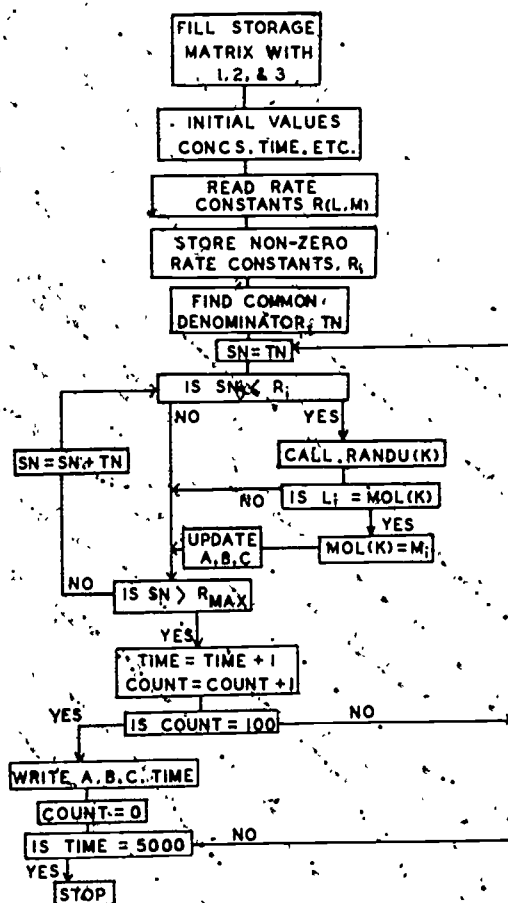 FILL STORAGE
MATRIX WITH
1, 2, & 3
INITIAL VALUES
CONCS, TIME, ETC.
READ RATE
CONSTANTS R(L,M)
STORE NON-ZERO
RATE CONSTANTS, Ri
FIND COMMON
DENOMINATOR, TN
SN=TN
IS SN < Ri
NO
YES
SN=SN+TN
CALL RANDU(K)
NO
IS Li = MOL(K)
YES
UPDATE
A,B,C
MOL(K)=Mi
NO
IS SN > RMAX
YES
TIME = TIME + 1
COUNT=COUNT+1
YES
IS COUNT = 100
NO
WRITE A, B, C, TIME
COUNT=0
IS TIME = 5000
NO
YES
STOP